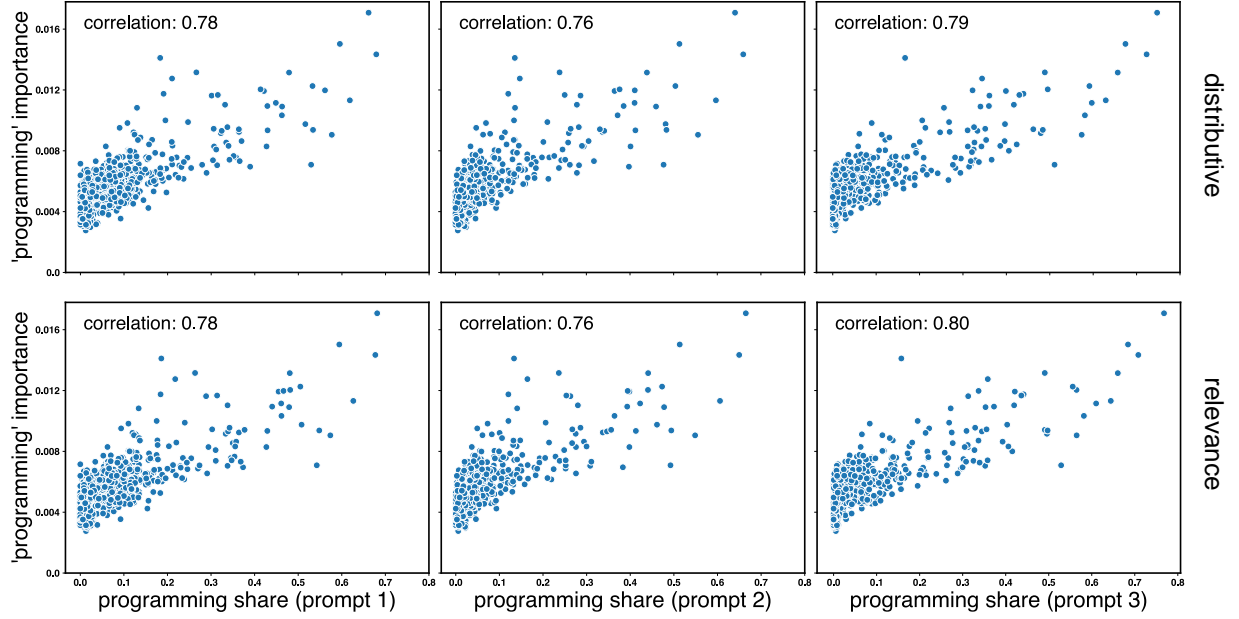 correlation: 0.78
correlation: 0.76
correlation: 0.79
0.016
0.012
0.008
0.004
0.0
'programming' importance
distributive
correlation: 0.78
correlation: 0.76
correlation: 0.80
0.016
0.012
0.008
0.004
0.0
'programming' importance
relevance
0.0 0.1 0.2 0.3 0.4 0.5 0.6 0.7 0.8
0.0 0.1 0.2 0.3 0.4 0.5 0.6 0.7 0.8
0.0 0.1 0.2 0.3 0.4 0.5 0.6 0.7 0.8
programming share (prompt 1)
programming share (prompt 2)
programming share (prompt 3)